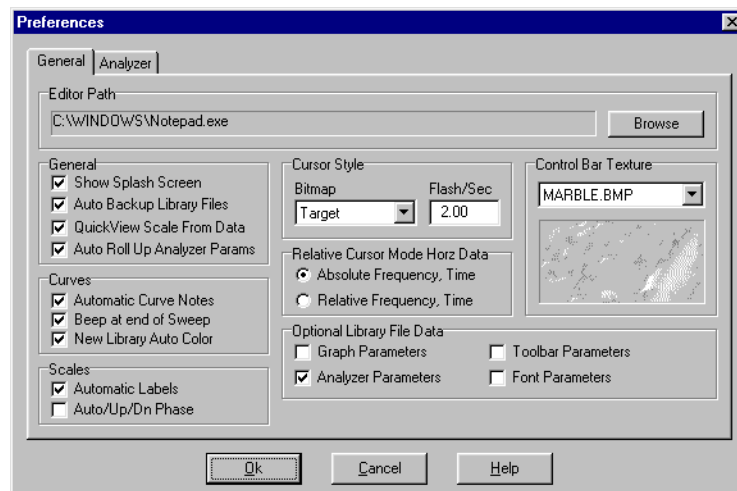 Preferences
General
Analyzer
Editor Path
C:\WINDOWS\Notepad.exe
Browse
General
Show Splash Screen
Auto Backup Library Files
QuickView Scale From Data
Auto Roll Up Analyzer Params
Curves
Automatic Curve Notes
Beep at end of Sweep
New Library Auto Color
Scales
Automatic Labels
Auto/Up/Dn Phase
Cursor Style
Bitmap
Flash/Sec
Target
2.00
Relative Cursor Mode Horz Data
Absolute Frequency, Time
Relative Frequency, Time
Control Bar Texture
MARBLE.BMP
Optional Library File Data
Graph Parameters
Toolbar Parameters
Analyzer Parameters
Font Parameters
Ok
Cancel
Help